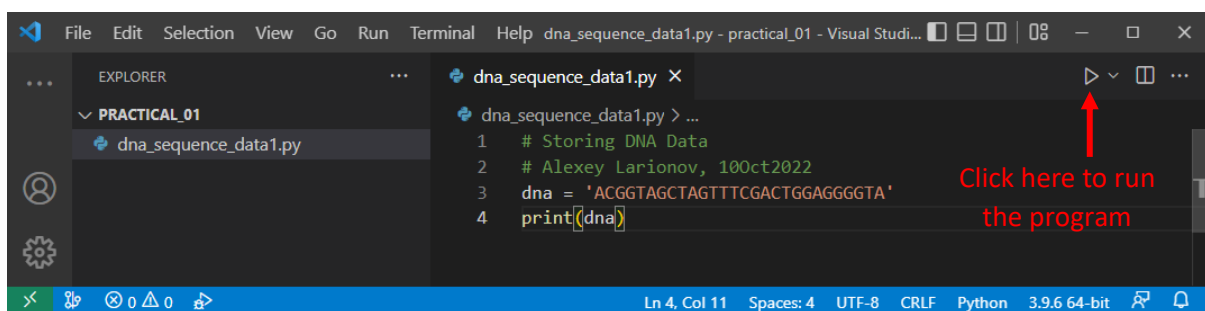 File Edit Selection View Go Run Terminal Help dna_sequence_data1.py - practical_01 - Visual Studi...
EXPLORER
dna_sequence_data1.py
PRACTICAL_01
dna_sequence_data1.py > ...
dna_sequence_data1.py
1 # Storing DNA Data
2 # Alexey Larionov, 10Oct2022
3 dna = 'ACGGTAGCTAGTTTCGACTGGAGGGGTA'
4 print(dna)
Click here to run
the program
0 0 Ln 4, Col 11 Spaces: 4 UTF-8 CRLF Python 3.9.6 64-bit